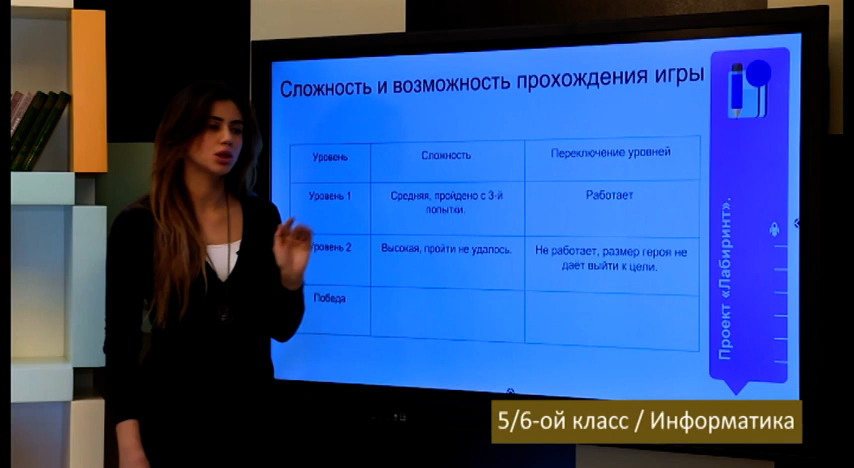 Сложность и возможность прохождения игры
Уровень
Сложность
Переключение уровней
Уровень 1
Средняя, пройдено с 3-й
попытки.
Работает
Уровень 2
Высокая, пройти не удалось.
Не работает, размер героя не
дает выйти к цели.
Победа
Проект «Лабиринт».
5/6-ой класс / Информатика